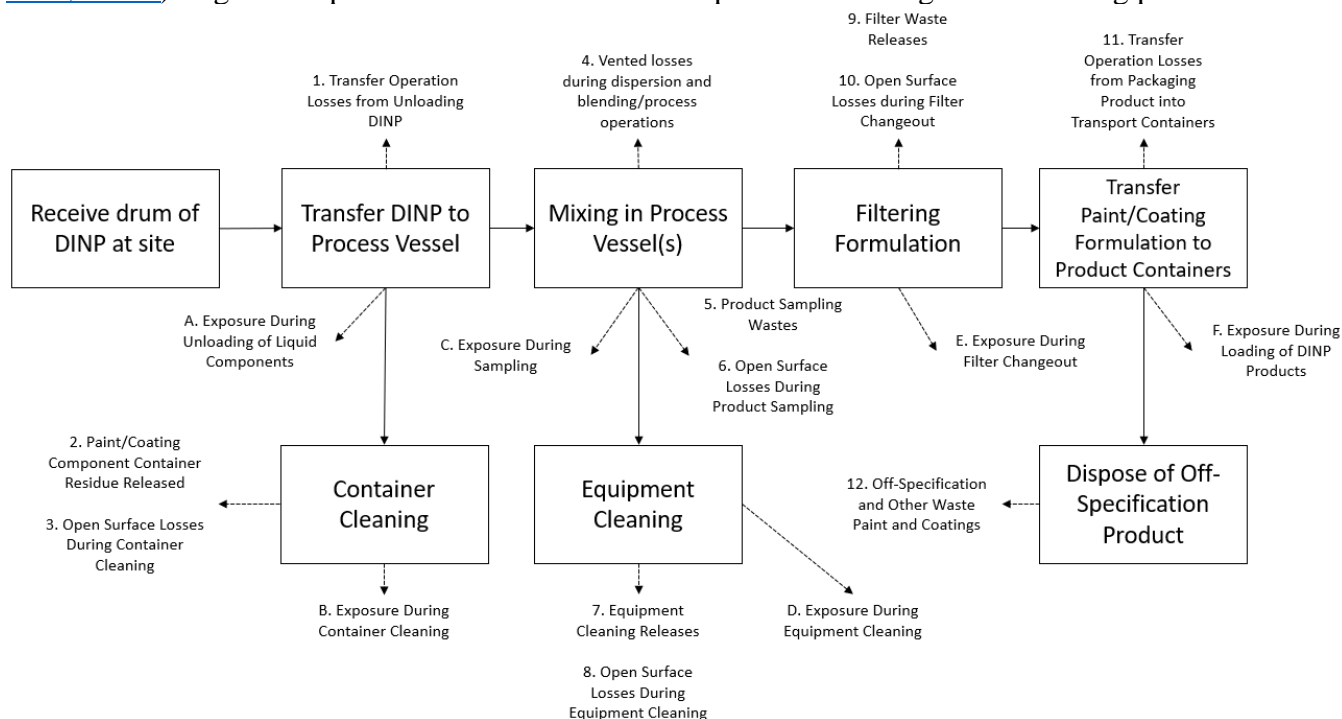 9. Filter Waste
Releases
11. Transfer
Operation Losses
from Packaging
Product into
Transport Containers
4. Vented losses
during dispersion and
blending/process
operations
1. Transfer Operation
Losses from Unloading
DINP
10. Open Surface
Losses during Filter
Changeout
Receive drum of
DINP at site
Transfer DINP to
Process Vessel
Mixing in Process
Vessel(s)
Filtering
Formulation
Transfer
Paint/Coating
Formulation to
Product Containers
A. Exposure During
Unloading of Liquid
Components
C. Exposure During
Sampling
5. Product Sampling
Wastes
6. Open Surface
Losses During
Product Sampling
E. Exposure During
Filter Changeout
F. Exposure During
Loading of DINP
Products
2. Paint/Coating
Component Container
Residue Released
3. Open Surface Losses
During Container
Cleaning
Container
Cleaning
Equipment
Cleaning
12. Off-Specification
and Other Waste
Paint and Coatings
Dispose of Off-
Specification
Product
B. Exposure During
Container Cleaning
7. Equipment
Cleaning Releases
D. Exposure During
Equipment Cleaning
8. Open Surface
Losses During
Equipment Cleaning